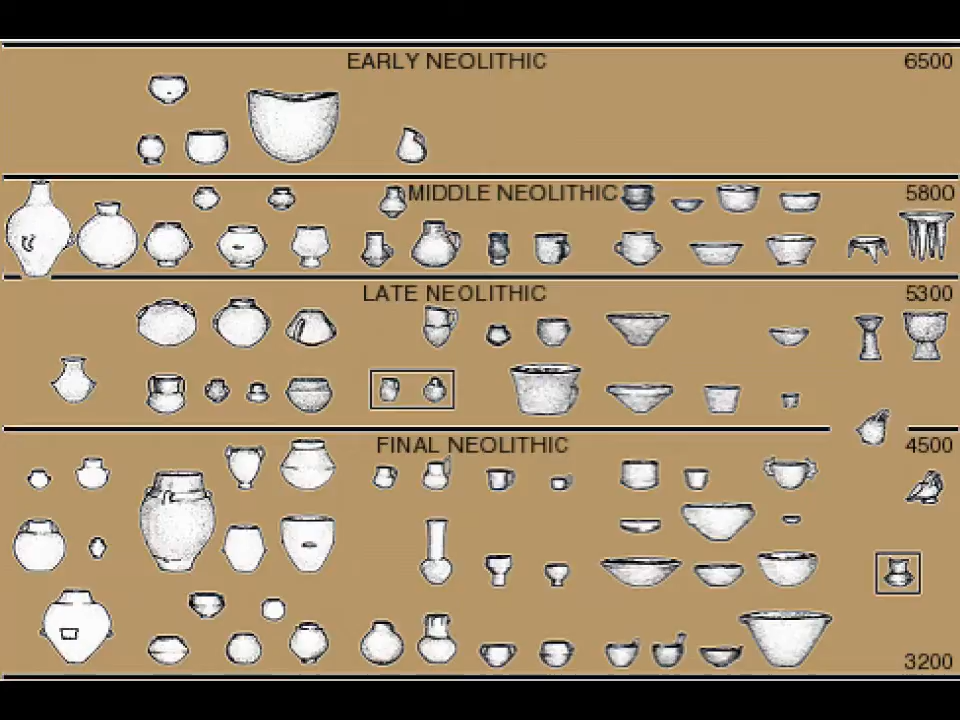 EARLY NEOLITHIC 6500
MIDDLE NEOLITHIC 5800
LATE NEOLITHIC 5300
FINAL NEOLITHIC 4500
3200